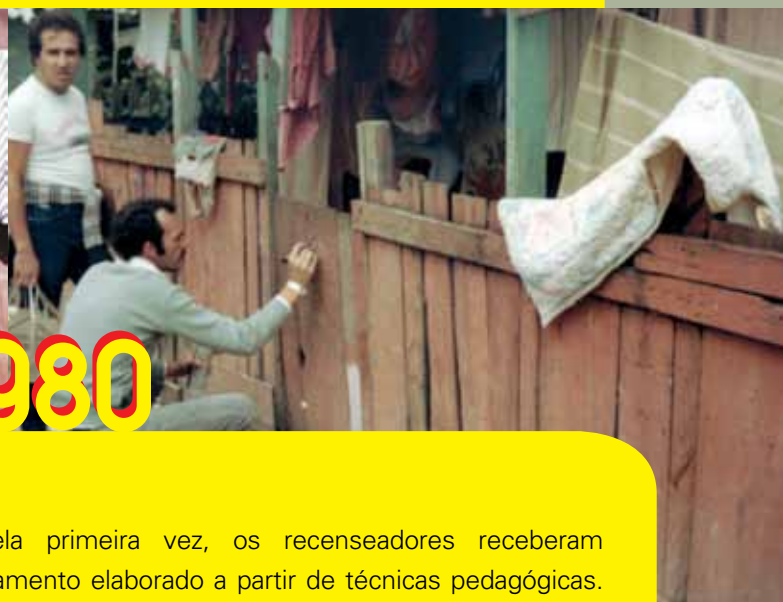 980
ela primeira vez, os recenseadores receberam
amento elaborado a partir de técnicas pedagógicas.